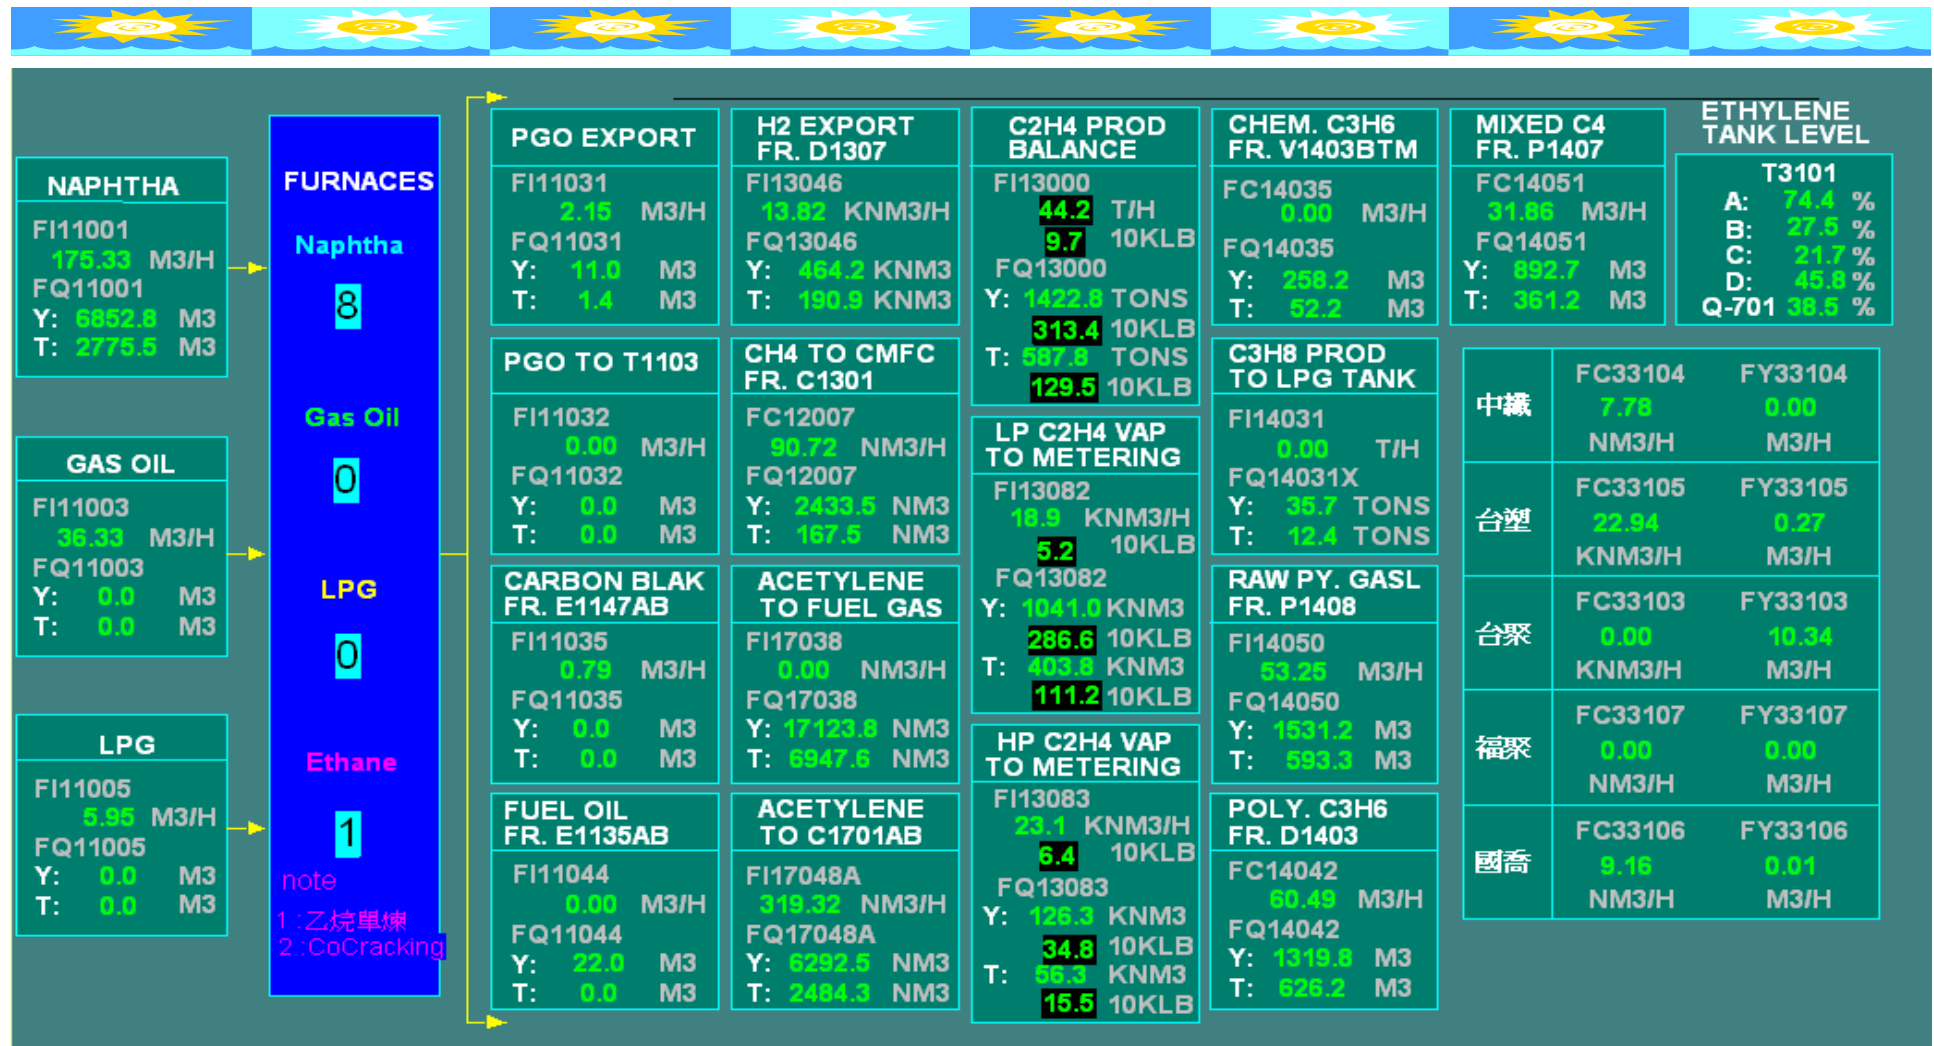 NAPHTHA
FI11001
175.33 M3/H
FQ11001
Y: 6852.8 M3
T: 2775.5 M3
GAS OIL
FI11003
36.33 M3/H
FQ11003
Y: 0.0 M3
T: 0.0 M3
LPG
FI11005
5.95 M3/H
FQ11005
Y: 0.0 M3
T: 0.0 M3
FURNACES
Naphtha
8
Gas Oil
0
LPG
0
Ethane
1
note
1 :乙烷單煉
2 :CoCracking
PGO EXPORT
FI11031
2.15 M3/H
FQ11031
Y: 11.0 M3
T: 1.4 M3
PGO TO T1103
FI11032
0.00 M3/H
FQ11032
Y: 0.0 M3
T: 0.0 M3
CARBON BLAK
FR. E1147AB
FI11035
0.79 M3/H
FQ11035
Y: 0.0 M3
T: 0.0 M3
FUEL OIL
FR. E1135AB
FI11044
0.00 M3/H
FQ11044
Y: 22.0 M3
T: 0.0 M3
H2 EXPORT
FR. D1307
FI13046
13.82 KNM3/H
FQ13046
Y: 464.2 KNM3
T: 190.9 KNM3
CH4 TO CMFC
FR. C1301
FC12007
90.72 NM3/H
FQ12007
Y: 2433.5 NM3
T: 167.5 NM3
ACETYLENE
TO FUEL GAS
FI17038
0.00 NM3/H
FQ17038
Y: 17123.8 NM3
T: 6947.6 NM3
ACETYLENE
TO C1701AB
FI17048A
319.32 NM3/H
FQ17048A
Y: 6292.5 NM3
T: 2484.3 NM3
C2H4 PROD
BALANCE
FI13000
44.2 T/H
9.7 10KLB
FQ13000
Y: 1422.8 TONS
313.4 10KLB
T: 587.8 TONS
129.5 10KLB
LP C2H4 VAP
TO METERING
FI13082
18.9 KNM3/H
5.2 10KLB
FQ13082
Y: 1041.0 KNM3
286.6 10KLB
T: 403.8 KNM3
111.2 10KLB
HP C2H4 VAP
TO METERING
FI13083
23.1 KNM3/H
6.4 10KLB
FQ13083
Y: 126.3 KNM3
34.8 10KLB
T: 56.3 KNM3
15.5 10KLB
CHEM. C3H6
FR. V1403BTM
FC14035
0.00 M3/H
FQ14035
Y: 258.2 M3
T: 52.2 M3
C3H8 PROD
TO LPG TANK
FI14031
0.00 T/H
FQ14031X
Y: 35.7 TONS
T: 12.4 TONS
RAW PY. GASL
FR. P1408
FI14050
53.25 M3/H
FQ14050
Y: 1531.2 M3
T: 593.3 M3
POLY. C3H6
FR. D1403
FC14042
60.49 M3/H
FQ14042
Y: 1319.8 M3
T: 626.2 M3
MIXED C4
FR. P1407
FC14051
31.86 M3/H
FQ14051
Y: 892.7 M3
T: 361.2 M3
ETHYLENE
TANK LEVEL
T3101
A: 74.4 %
B: 27.5 %
C: 21.7 %
D: 45.8 %
Q-701 38.5 %
FC33104 FY33104
中纖 7.78 0.00
NM3/H M3/H
FC33105 FY33105
台塑 22.94 0.27
KNM3/H M3/H
FC33103 FY33103
台聚 0.00 10.34
KNM3/H M3/H
FC33107 FY33107
福聚 0.00 0.00
NM3/H M3/H
FC33106 FY33106
國喬 9.16 0.01
NM3/H M3/H